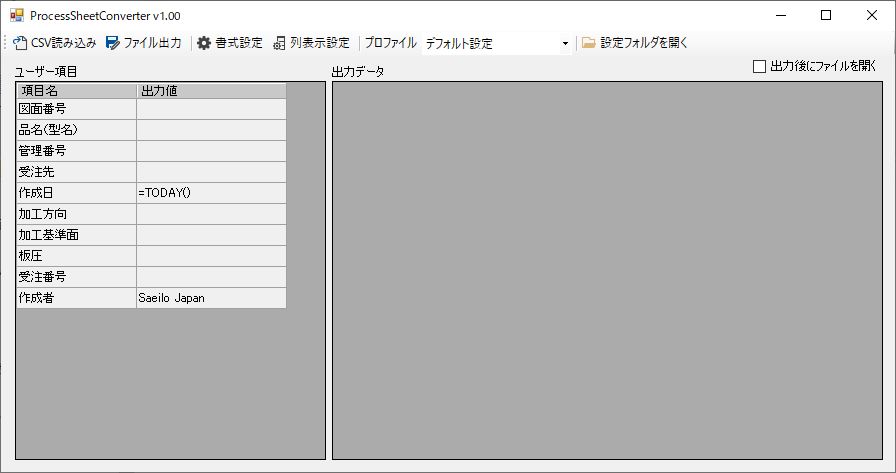 ProcessSheetConverter v1.00
CSV読み込み ファイル出力 書式設定 列表示設定 プロファイル デフォルト設定 設定フォルダを開く
出力後にファイルを開く
ユーザー項目 出力データ
項目名 出力値
図面番号
品名(型名)
管理番号
受注先
作成日 =TODAY()
加工方向
加工基準面
板圧
受注番号
作成者 Saeilo Japan